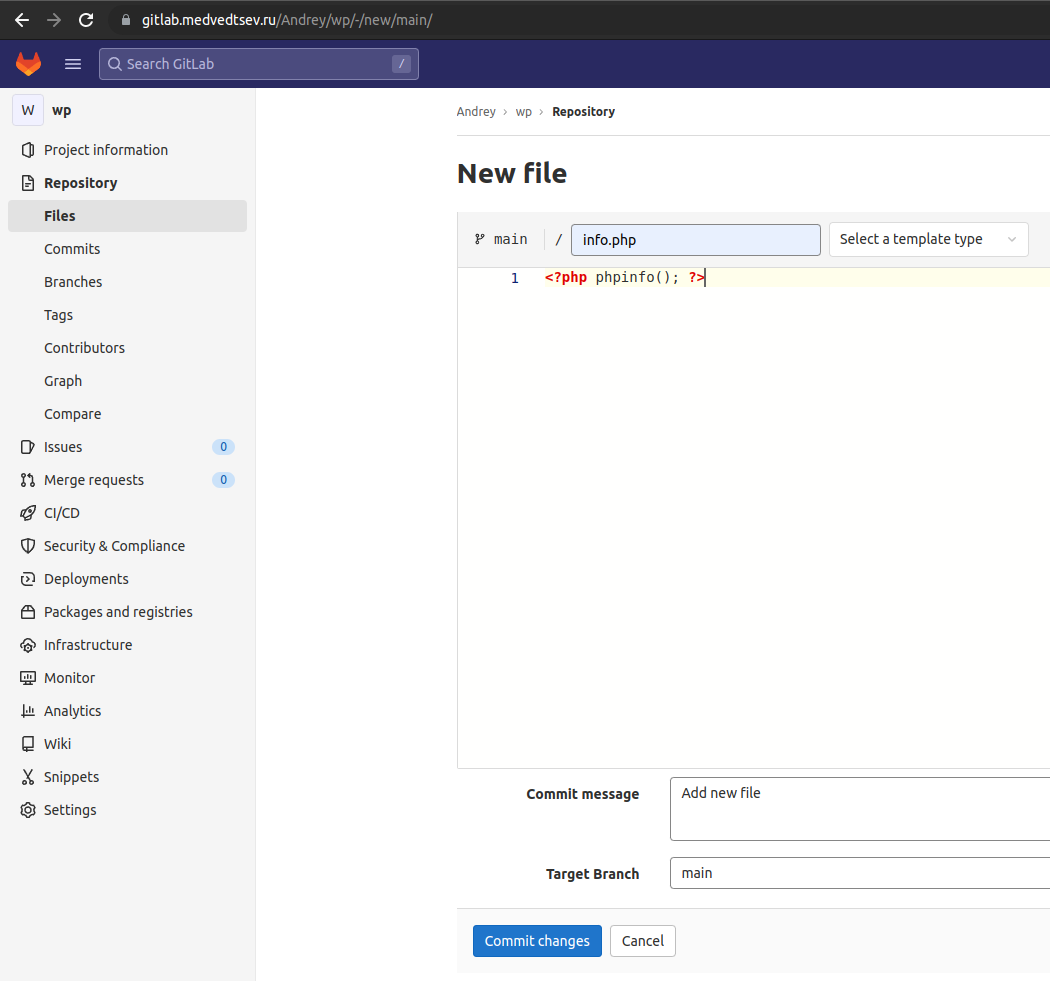 gitlab.medvedtsev.ru/Andrey/wp/-/new/main/
Search GitLab /
W wp
Project information
Repository
Files
Commits
Branches
Tags
Contributors
Graph
Compare
Issues 0
Merge requests 0
CI/CD
Security & Compliance
Deployments
Packages and registries
Infrastructure
Monitor
Analytics
Wiki
Snippets
Settings
Andrey › wp › Repository
New file
main / info.php Select a template type
1 <?php phpinfo(); ?>
Commit message Add new file
Target Branch main
Commit changes Cancel